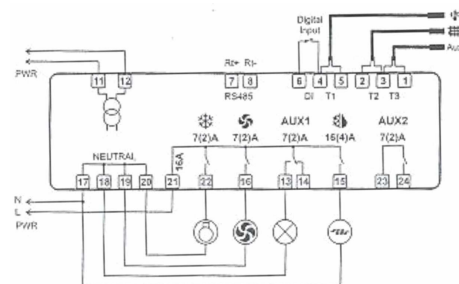 Digital
Input
Au
PWR
11 12
Rt+ Rt-
7 8
6 4 5
2 3 1
RS485
DI T1
T2 T3
7(2)A 7(2)A
AUX1
7(2)A
16(4)A
AUX2
7(2)A
NEUTRAL
16A
17 18 19 20 21 22 16 13 14 15 23 24
N
L
PWR